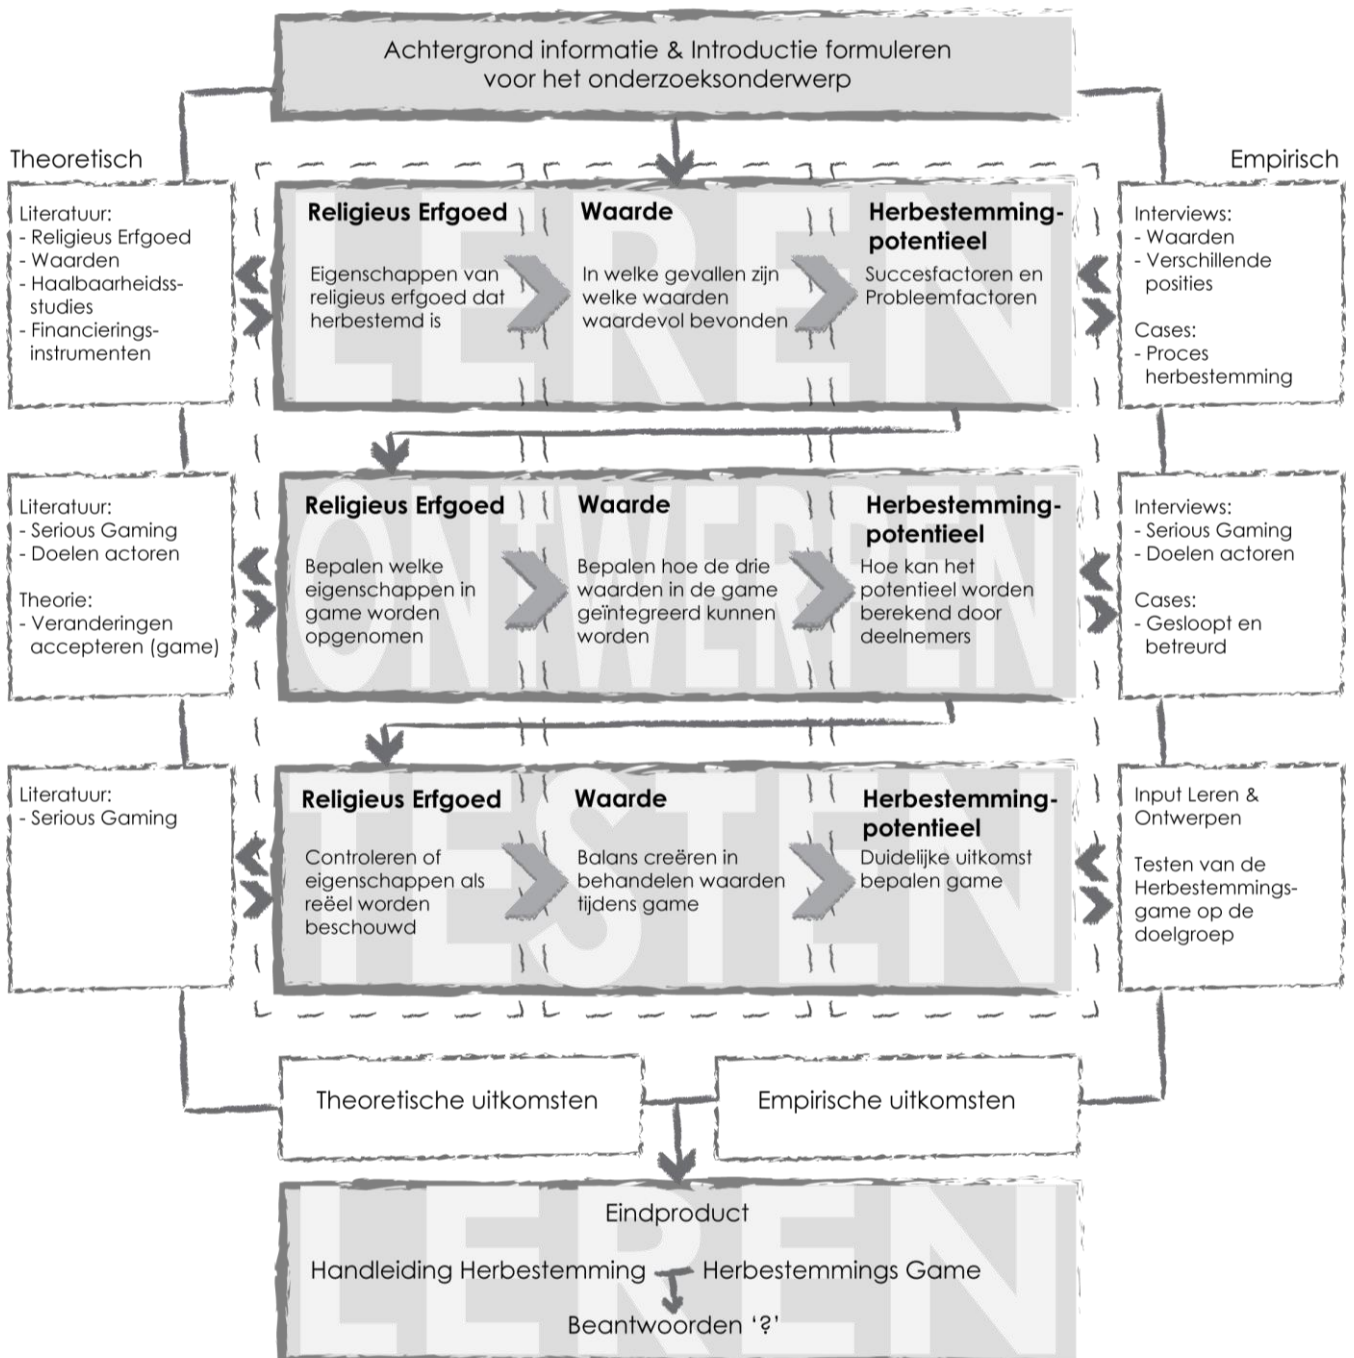 Achtergrond informatie & Introductie formuleren
voor het onderzoeksonderwerp
Theoretisch
Empirisch
LEREN
Literatuur:
- Religieus Erfgoed
- Waarden
- Haalbaarheidss-
studies
- Financierings-
instrumenten
Religieus Erfgoed
Eigenschappen van
religieus erfgoed dat
herbestemd is
Waarde
In welke gevallen zijn
welke waarden
waardevol bevonden
Herbestemming-
potentieel
Succesfactoren en
Probleemfactoren
Interviews:
- Waarden
- Verschillende
posities
Cases:
- Proces
herbestemming
ONTWERPEN
Literatuur:
- Serious Gaming
- Doelen actoren
Theorie:
- Veranderingen
accepteren (game)
Religieus Erfgoed
Bepalen welke
eigenschappen in
game worden
opgenomen
Waarde
Bepalen hoe de drie
waarden in de game
geïntegreerd kunnen
worden
Herbestemming-
potentieel
Hoe kan het
potentieel worden
berekend door
deelnemers
Interviews:
- Serious Gaming
- Doelen actoren
Cases:
- Gesloopt en
betreurd
TESTEN
Literatuur:
- Serious Gaming
Religieus Erfgoed
Controleren of
eigenschappen als
reëel worden
beschouwd
Waarde
Balans creëren in
behandelen waarden
tijdens game
Herbestemming-
potentieel
Duidelijke uitkomst
bepalen game
Input Leren &
Ontwerpen
Testen van de
Herbestemmings-
game op de
doelgroep
Theoretische uitkomsten
Empirische uitkomsten
LEREN
Eindproduct
Handleiding Herbestemming
Herbestemmings Game
Beantwoorden ‘?’